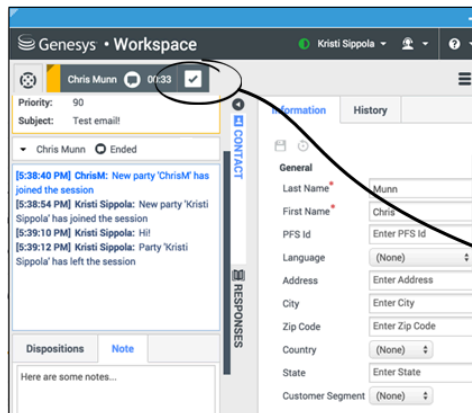 Genesys • Workspace
Kristi Sippola
?
Chris Munn 00:33
Priority: 90
Subject: Test email!
Chris Munn Ended
[5:38:40 PM] ChrisM: New party 'ChrisM' has
joined the session
[5:38:54 PM] Kristi Sippola: New party 'Kristi
Sippola' has joined the session
[5:39:10 PM] Kristi Sippola: Hi!
[5:39:12 PM] Kristi Sippola: Party 'Kristi
Sippola' has left the session
Dispositions Note
Here are some notes...
CONTACT
RESPONSES
Information History
General
Last Name* Munn
First Name* Chris
PFS Id Enter PFS Id
Language (None)
Address Enter Address
City Enter City
Zip Code Enter Zip Code
Country (None)
State Enter State
Customer Segment (None)